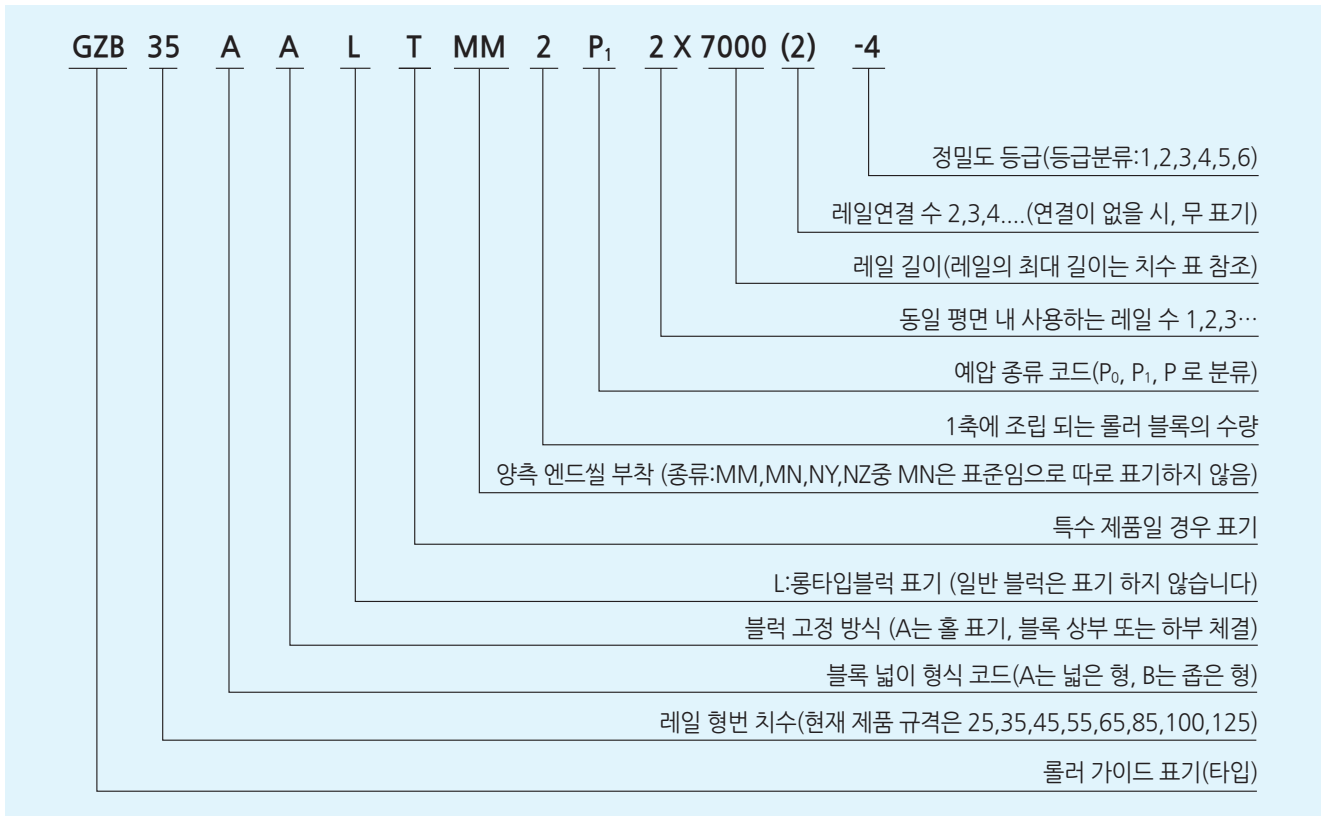 GZB 35 A A L T MM 2 P₁ 2 X 7000 (2) -4
정밀도 등급(등급분류:1,2,3,4,5,6)
레일연결 수 2,3,4....(연결이 없을 시, 무 표기)
레일 길이(레일의 최대 길이는 치수 표 참조)
동일 평면 내 사용하는 레일 수 1,2,3…
예압 종류 코드(P₀, P₁, P 로 분류)
1축에 조립 되는 롤러 블록의 수량
양측 엔드씰 부착 (종류:MM,MN,NY,NZ중 MN은 표준임으로 따로 표기하지 않음)
특수 제품일 경우 표기
L:롱타입블럭 표기 (일반 블럭은 표기 하지 않습니다)
블럭 고정 방식 (A는 홀 표기, 블록 상부 또는 하부 체결)
블록 넓이 형식 코드(A는 넓은 형, B는 좁은 형)
레일 형번 치수(현재 제품 규격은 25,35,45,55,65,85,100,125)
롤러 가이드 표기(타입)